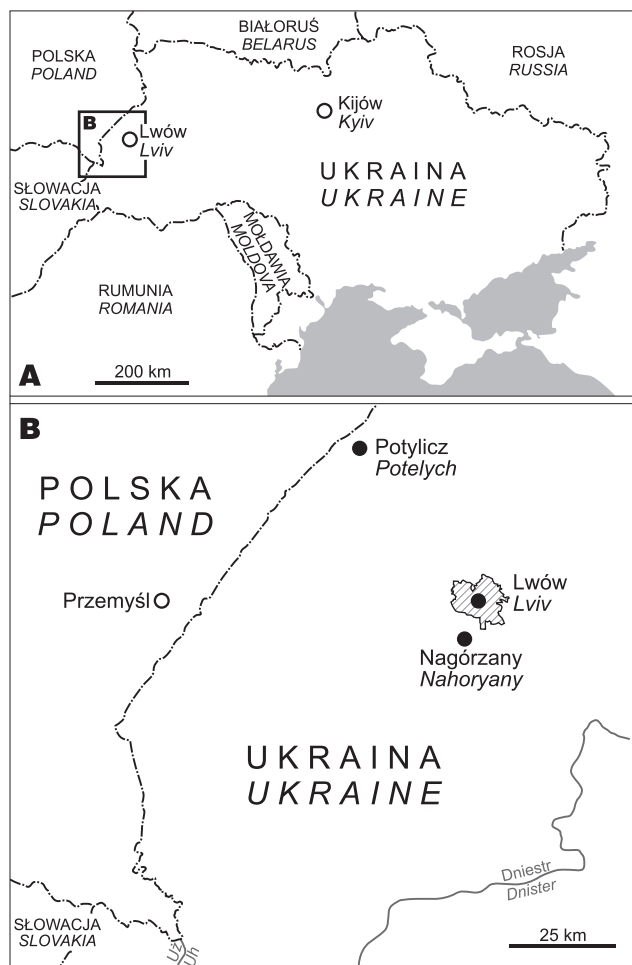 BIAŁORUŚ
BELARUS
POLSKA
POLAND
ROSJA
RUSSIA
B
Lwów
Lviv
Kijów
Kyiv
UKRAINA
UKRAINE
SŁOWACJA
SLOVAKIA
MOŁDAWIA
MOLDOVA
RUMUNIA
ROMANIA
A
200 km
B
Potylicz
Potelych
POLSKA
POLAND
Przemyśl
Lwów
Lviv
Nagórzany
Nahoryany
UKRAINA
UKRAINE
Dniestr
Dnister
SŁOWACJA
SLOVAKIA
Uż
Uh
25 km